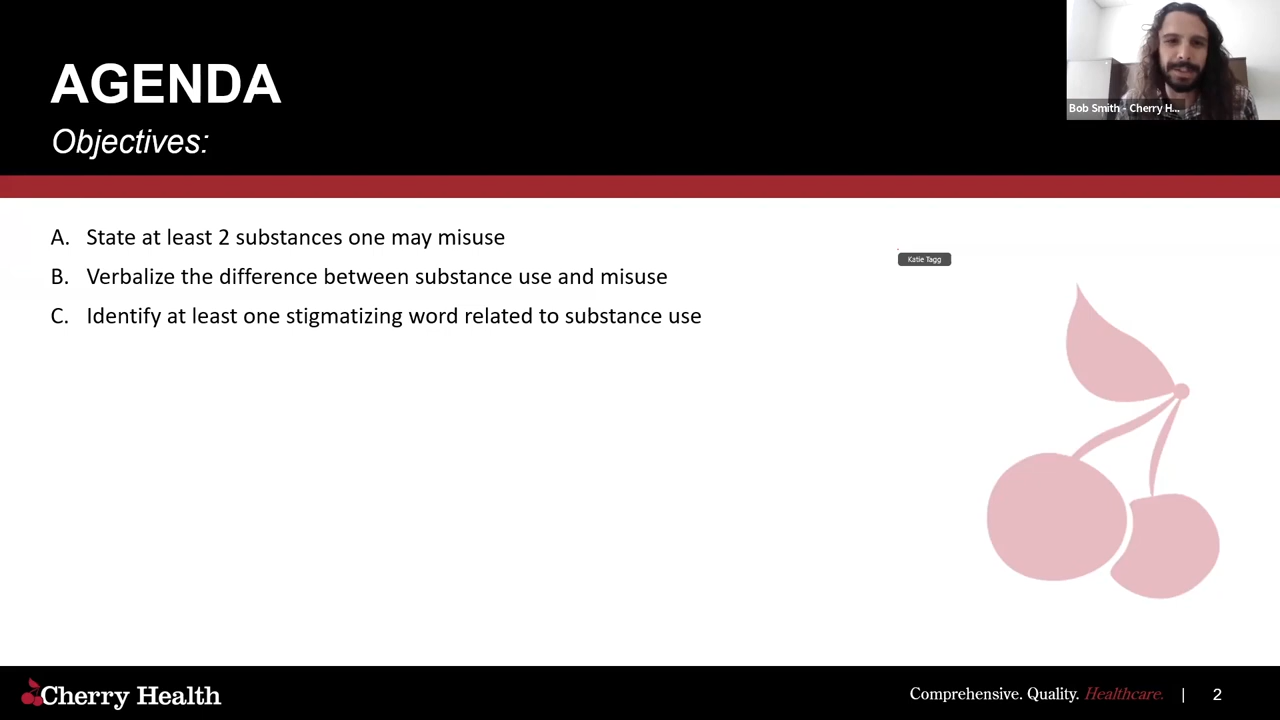 AGENDA
Objectives:
Bob Smith - Cherry H...
A. State at least 2 substances one may misuse
B. Verbalize the difference between substance use and misuse
C. Identify at least one stigmatizing word related to substance use
Katie Tagg
Cherry Health
Comprehensive. Quality. Healthcare. | 2